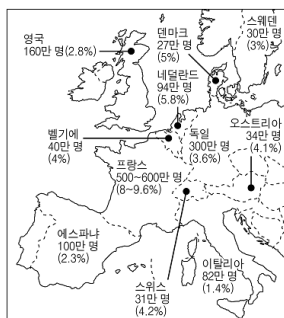 영국
160만 명(2.8%)
덴마크
27만 명
(5%)
스웨덴
30만 명
(3%)
네덜란드
94만 명
(5.8%)
벨기에
40만 명
(4%)
독일
300만 명
(3.6%)
오스트리아
34만 명
(4.1%)
프랑스
500~600만 명
(8~9.6%)
에스파냐
100만 명
(2.3%)
스위스
31만 명
(4.2%)
이탈리아
82만 명
(1.4%)